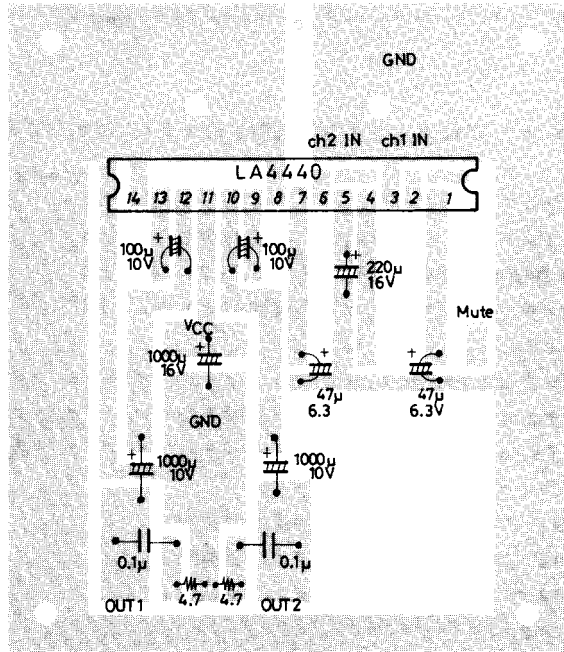 GND
ch2 IN ch1 IN
LA4440
14 13 12 11 10 9 8 7 6 5 4 3 2 1
+ + +
100µ 100µ 220µ
10V 10V 16V
Mute
VCC
+ + +
1000µ
16V
47µ 47µ
6.3 6.3V
GND
+ +
1000µ 1000µ
10V 10V
0.1µ 0.1µ
4.7 4.7
OUT1 OUT2